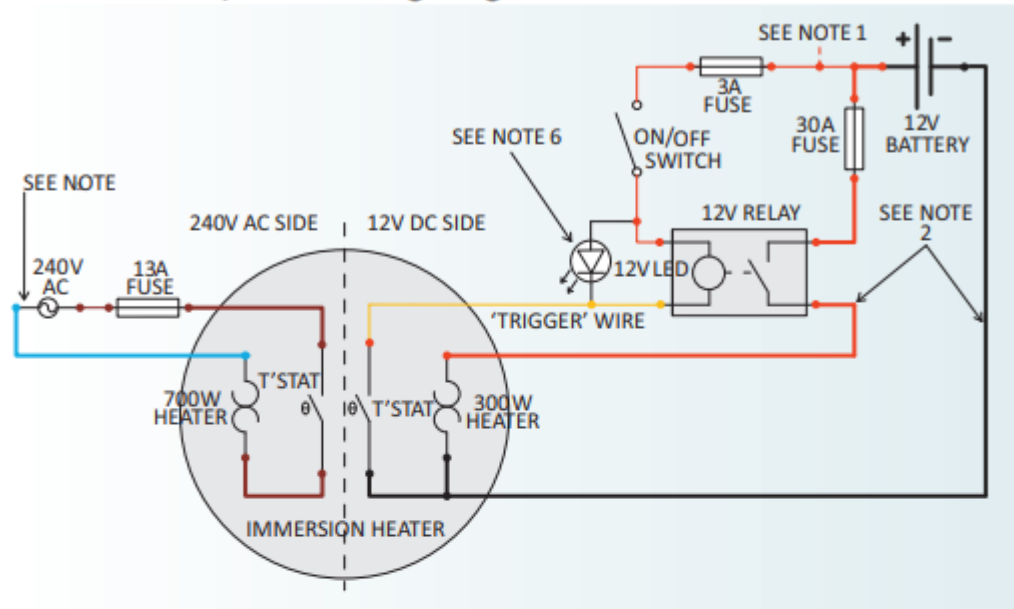 SEE NOTE 1
+
−
3A
FUSE
30A
FUSE
12V
BATTERY
SEE NOTE 6
ON/OFF
SWITCH
SEE NOTE
240V AC SIDE
12V DC SIDE
12V RELAY
SEE NOTE
2
240V
AC
13A
FUSE
12V LED
'TRIGGER' WIRE
T'STAT
700W
HEATER
θ
θ
T'STAT
300W
HEATER
IMMERSION HEATER